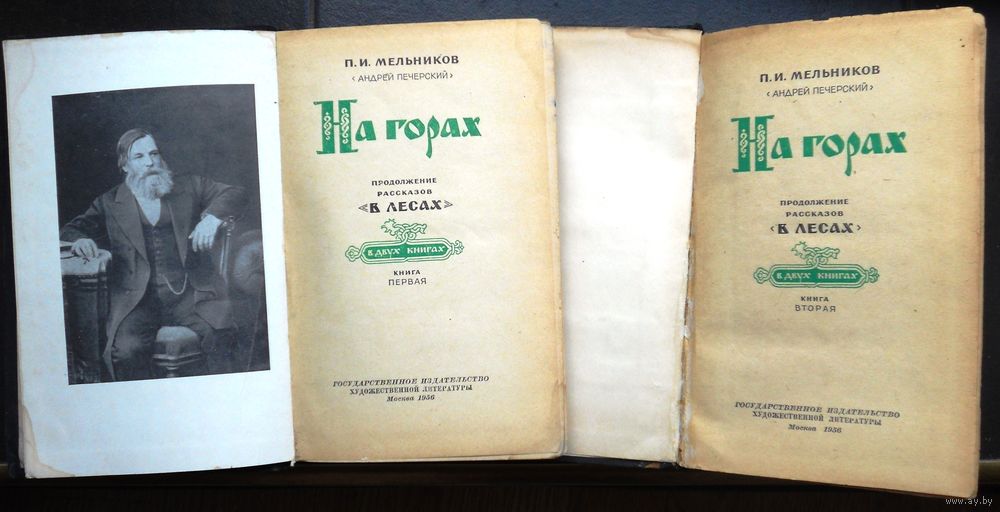 П. И. МЕЛЬНИКОВ
‹ АНДРЕЙ ПЕЧЕРСКИЙ ›
НА ГОРАХ
ПРОДОЛЖЕНИЕ
РАССКАЗОВ
«В ЛЕСАХ»
В ДВУХ КНИГАХ
КНИГА
ПЕРВАЯ
ГОСУДАРСТВЕННОЕ ИЗДАТЕЛЬСТВО
ХУДОЖЕСТВЕННОЙ ЛИТЕРАТУРЫ
Москва 1956
П. И. МЕЛЬНИКОВ
‹ АНДРЕЙ ПЕЧЕРСКИЙ ›
НА ГОРАХ
ПРОДОЛЖЕНИЕ
РАССКАЗОВ
‹ В ЛЕСАХ ›
В ДВУХ КНИГАХ
КНИГА
ВТОРАЯ
ГОСУДАРСТВЕННОЕ ИЗДАТЕЛЬСТВО
ХУДОЖЕСТВЕННОЙ ЛИТЕРАТУРЫ
Москва 1956
www.ay.by